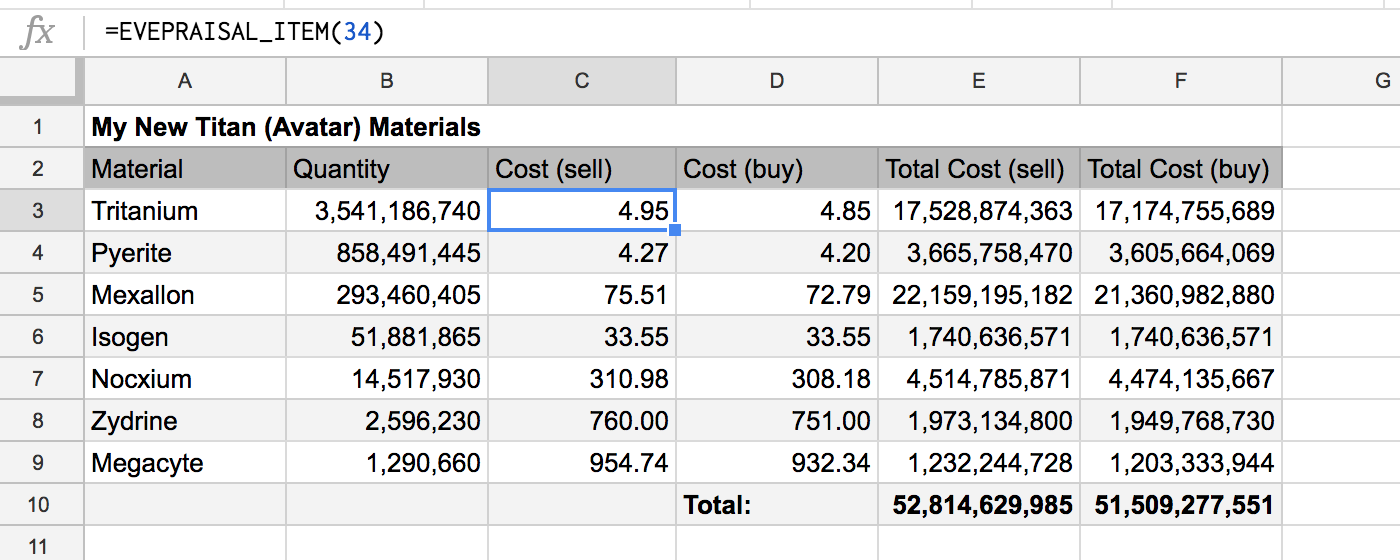 fx =EVEPRAISAL_ITEM(34)
A B C D E F G
1 My New Titan (Avatar) Materials
2 Material Quantity Cost (sell) Cost (buy) Total Cost (sell) Total Cost (buy)
3 Tritanium 3,541,186,740 4.95 4.85 17,528,874,363 17,174,755,689
4 Pyerite 858,491,445 4.27 4.20 3,665,758,470 3,605,664,069
5 Mexallon 293,460,405 75.51 72.79 22,159,195,182 21,360,982,880
6 Isogen 51,881,865 33.55 33.55 1,740,636,571 1,740,636,571
7 Nocxium 14,517,930 310.98 308.18 4,514,785,871 4,474,135,667
8 Zydrine 2,596,230 760.00 751.00 1,973,134,800 1,949,768,730
9 Megacyte 1,290,660 954.74 932.34 1,232,244,728 1,203,333,944
10 Total: 52,814,629,985 51,509,277,551
11